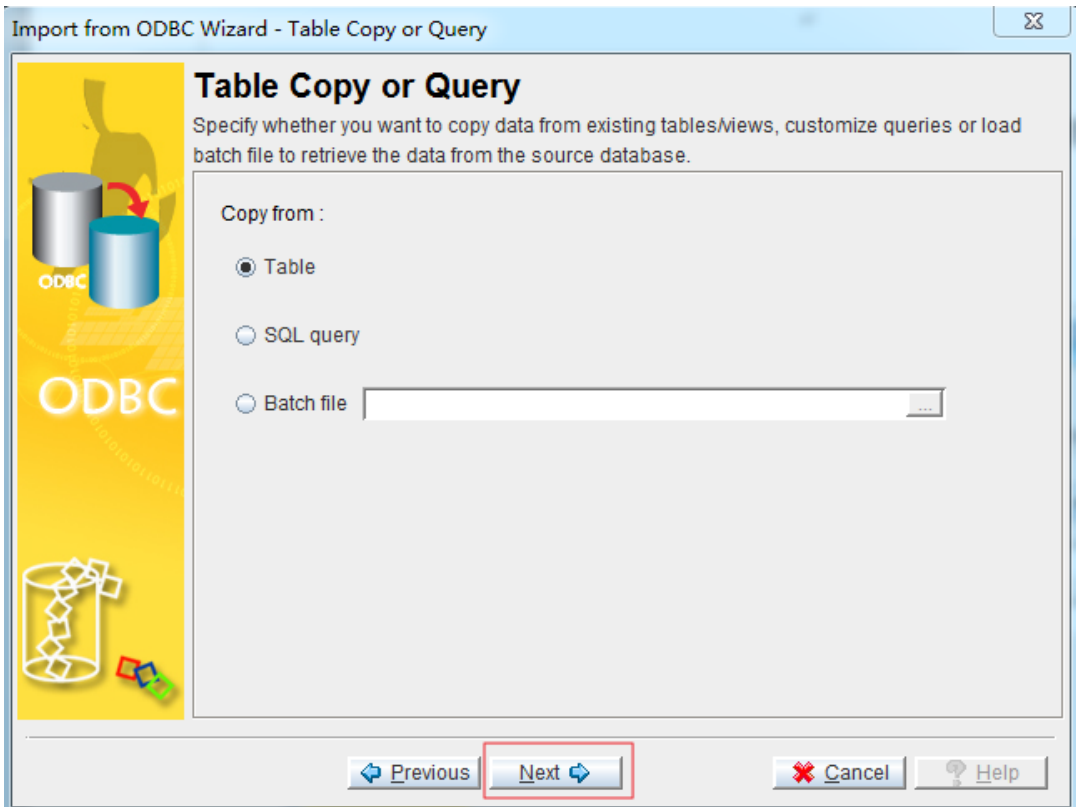 Import from ODBC Wizard - Table Copy or Query
Table Copy or Query
Specify whether you want to copy data from existing tables/views, customize queries or load
batch file to retrieve the data from the source database.
Copy from :
Table
SQL query
Batch file
...
ODBC
ODBC
Previous
Next
Cancel
Help